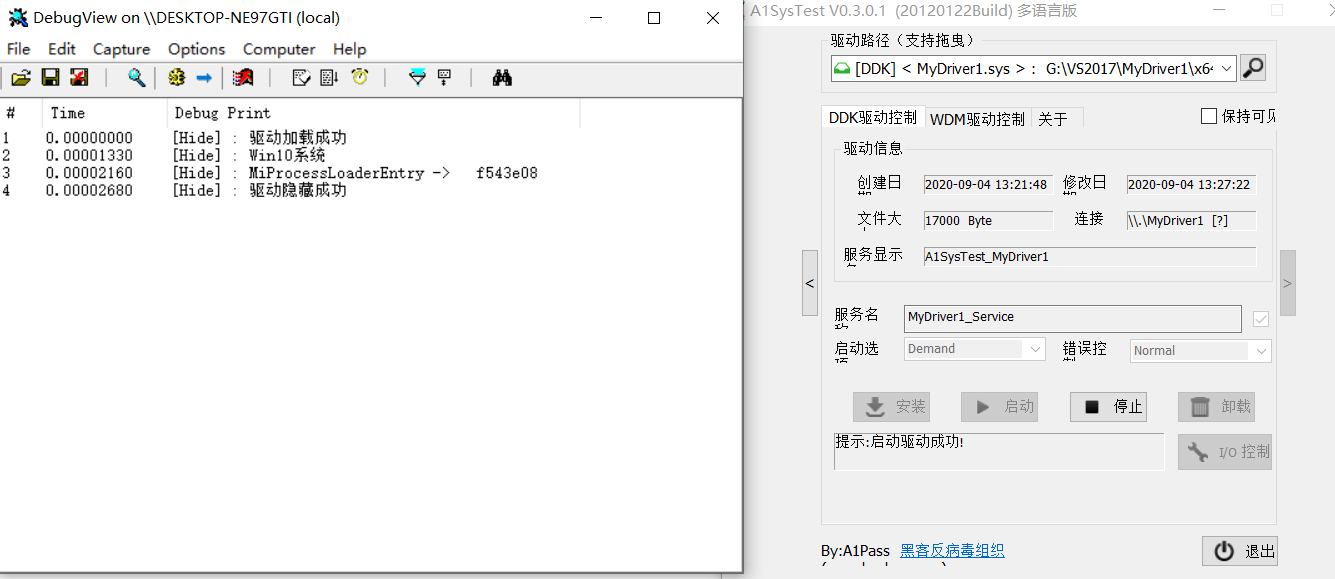 DebugView on \\DESKTOP-NE97GTI (local)
File Edit Capture Options Computer Help
# Time Debug Print
1 0.00000000 [Hide] : 驱动加载成功
2 0.00001330 [Hide] : Win10系统
3 0.00002160 [Hide] : MiProcessLoaderEntry -> f543e08
4 0.00002680 [Hide] : 驱动隐藏成功
A1SysTest V0.3.0.1 (20120122Build) 多语言版
驱动路径（支持拖曳）
[DDK] < MyDriver1.sys > : G:\VS2017\MyDriver1\x64
DDK驱动控制 WDM驱动控制 关于 保持可见
驱动信息
创建日期 2020-09-04 13:21:48 修改日期 2020-09-04 13:27:22
文件大 17000 Byte 连接 \\.\MyDriver1 [?]
服务显示 A1SysTest_MyDriver1
< >
服务名 MyDriver1_Service
启动选项 Demand 错误控制 Normal
安装 启动 停止 卸载
提示:启动驱动成功!
I/O 控制
By:A1Pass 黑客反病毒组织
退出